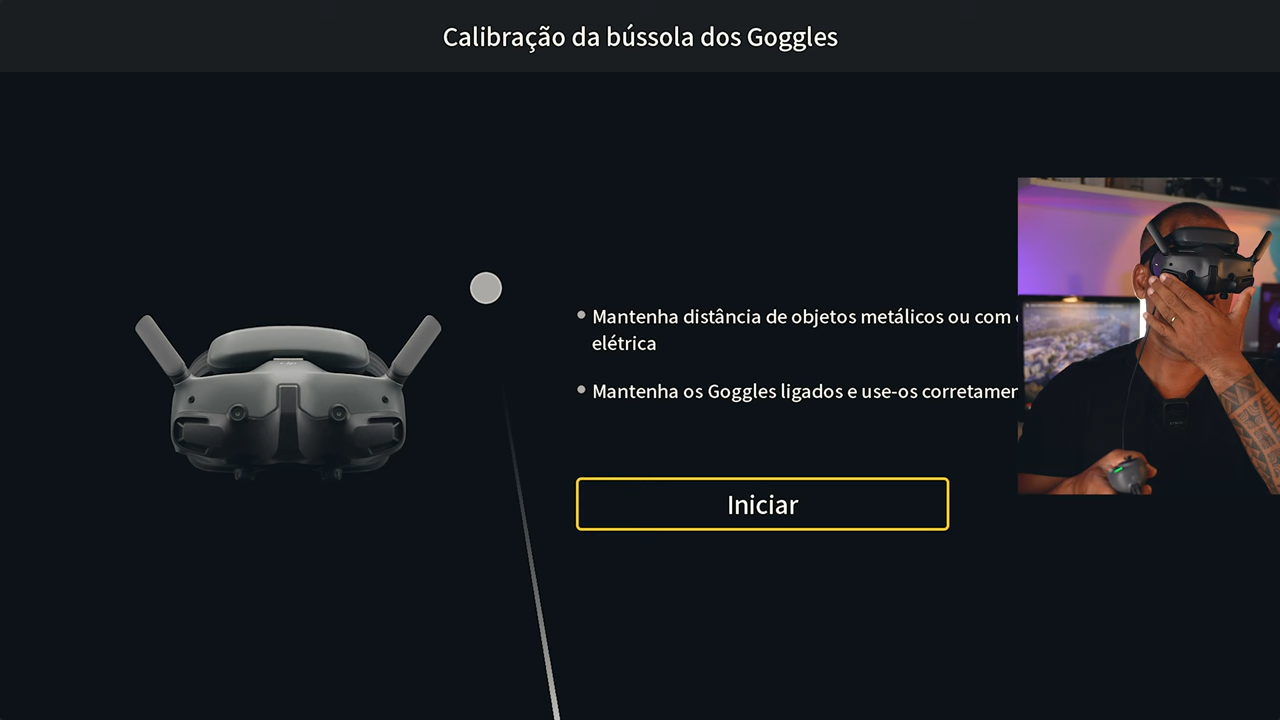 Calibração da bússola dos Goggles
Mantenha distância de objetos metálicos ou com
elétrica
Mantenha os Goggles ligados e use-os
Iniciar